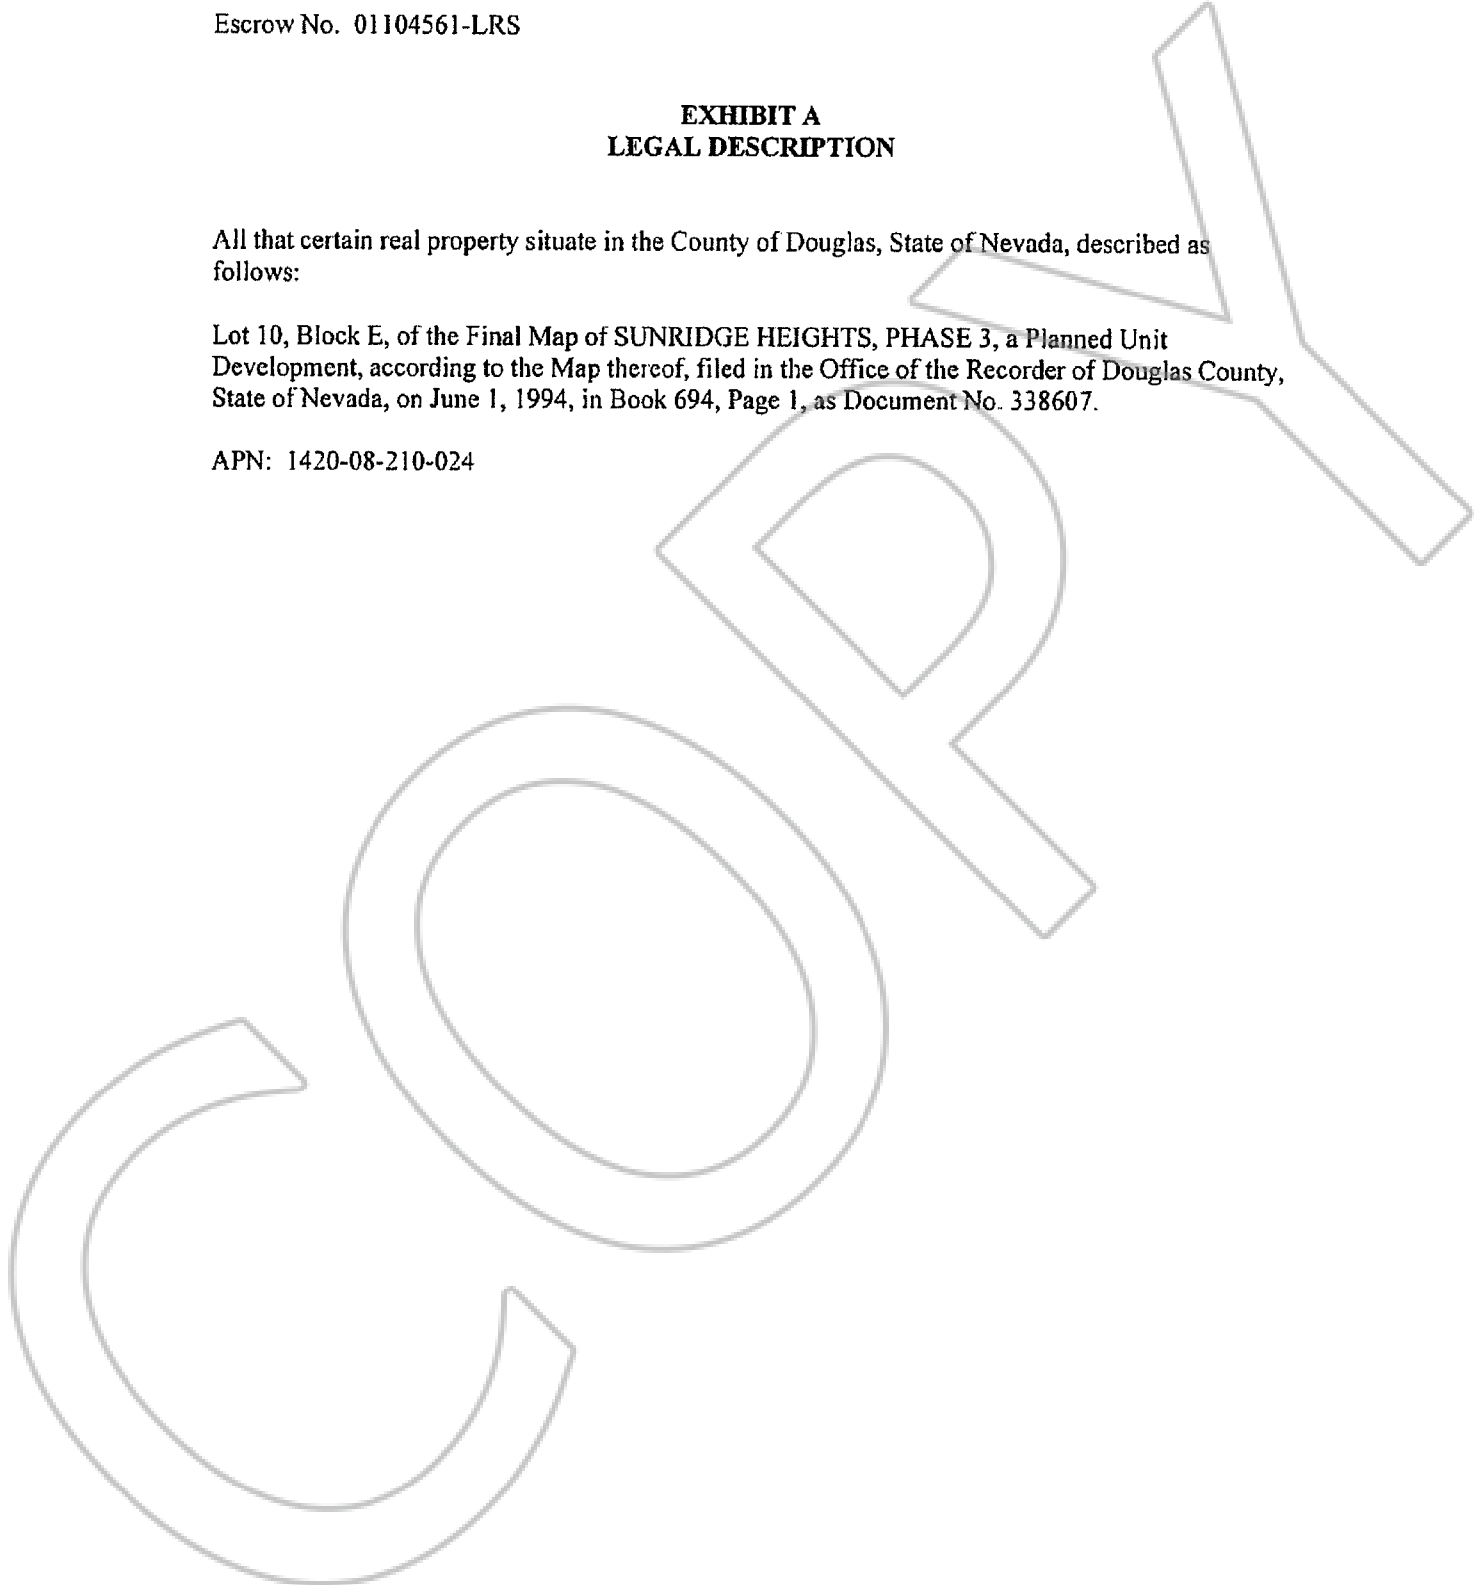 Escrow No. 01104561-LRS
EXHIBIT A
LEGAL DESCRIPTION
All that certain real property situate in the County of Douglas, State of Nevada, described as
follows:
Lot 10, Block E, of the Final Map of SUNRIDGE HEIGHTS, PHASE 3, a Planned Unit
Development, according to the Map thereof, filed in the Office of the Recorder of Douglas County,
State of Nevada, on June 1, 1994, in Book 694, Page 1, as Document No. 338607.
APN: 1420-08-210-024
COPY